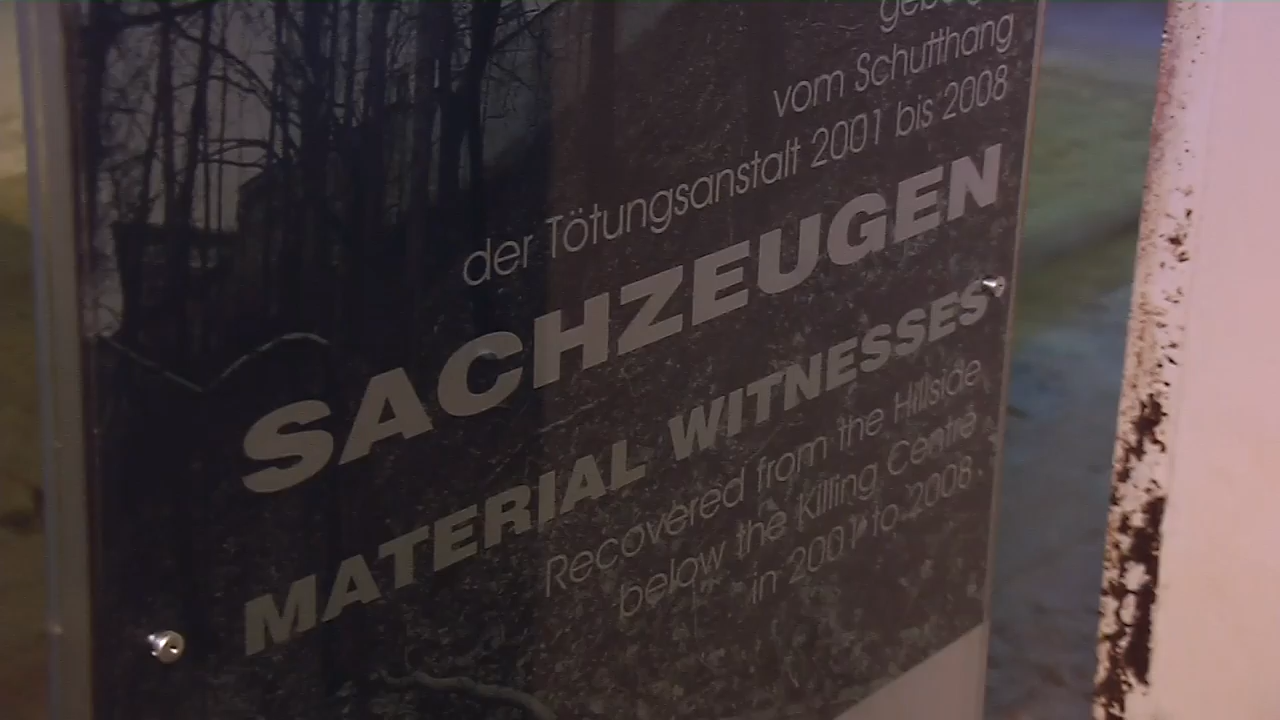 vom Schutthang
der Tötungsanstalt 2001 bis 2008
SACHZEUGEN
MATERIAL WITNESSES
Recovered from the Hillside
below the Killing Centre
in 2001 to 2008